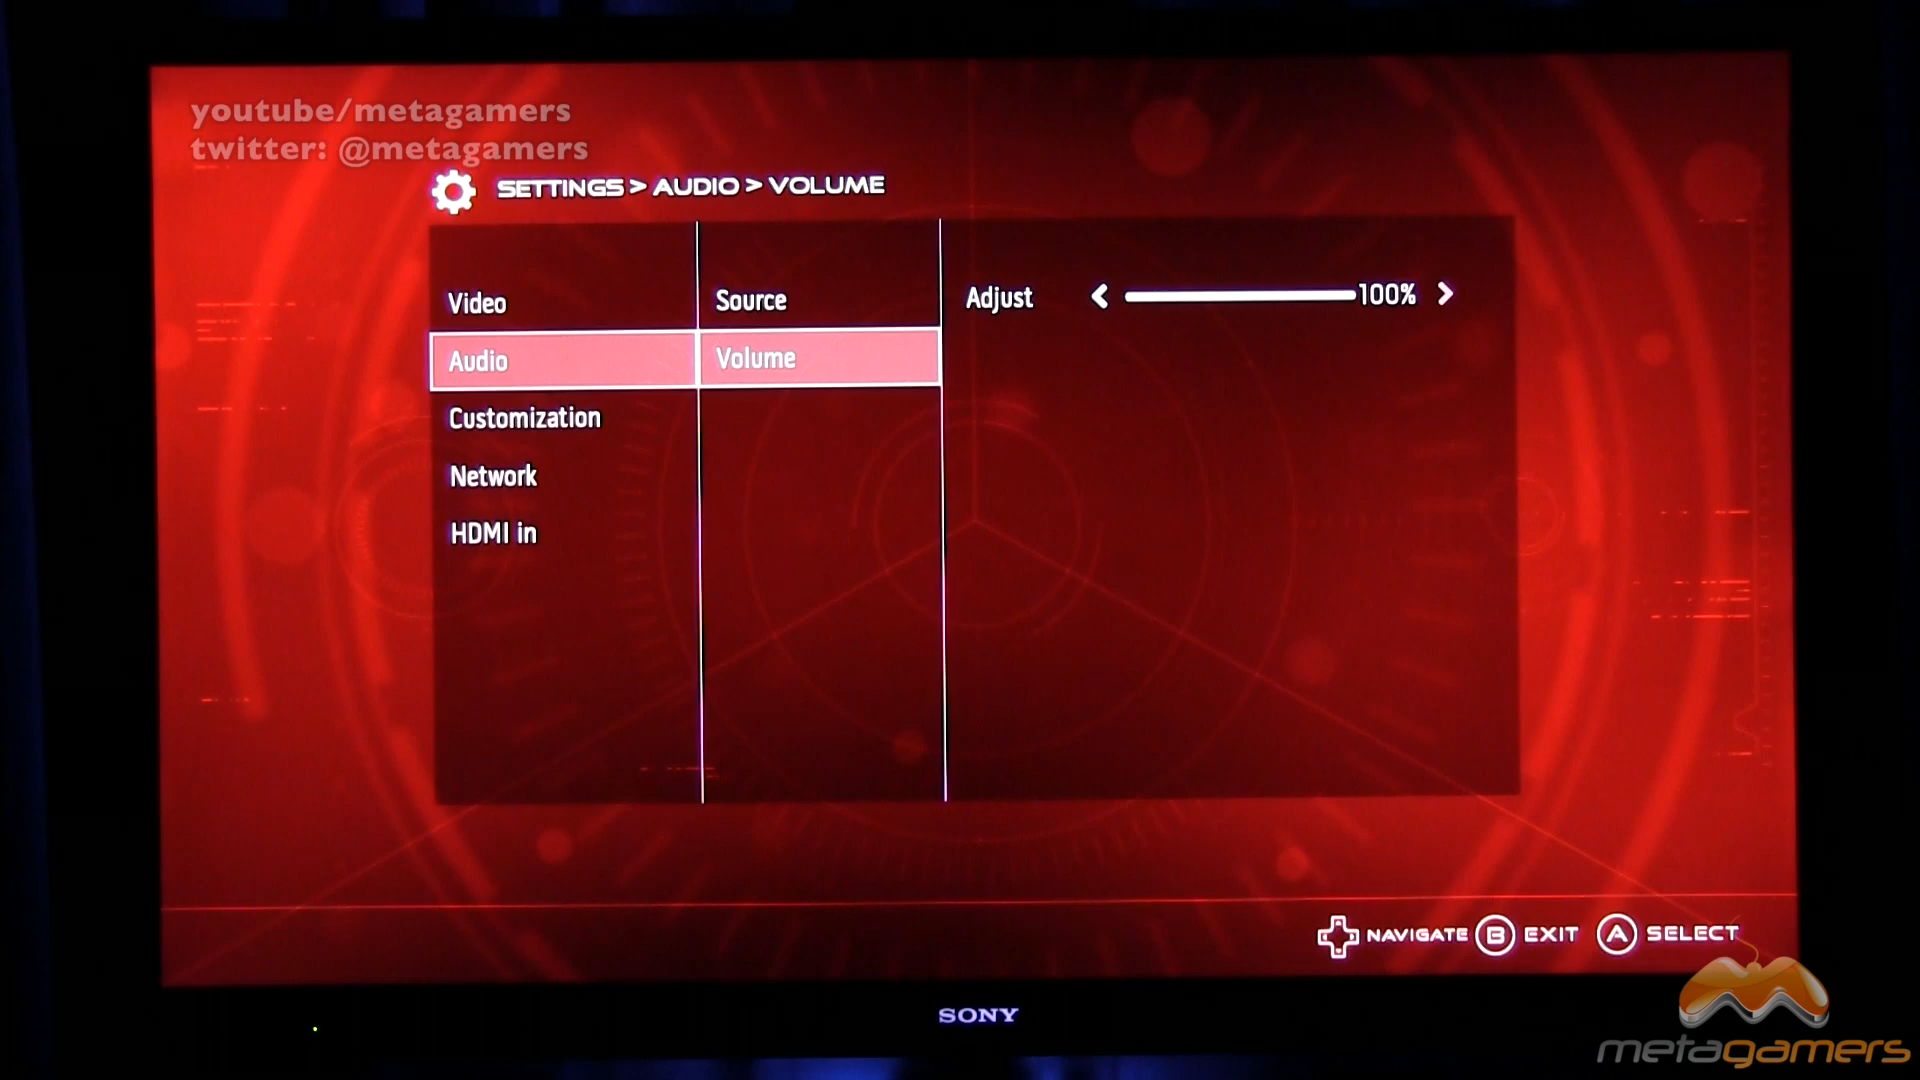 youtube/metagamers
twitter: @metagamers
SETTINGS > AUDIO > VOLUME
Video
Source
Adjust
100%
Audio
Volume
Customization
Network
HDMI in
NAVIGATE B EXIT A SELECT
SONY
metagamers